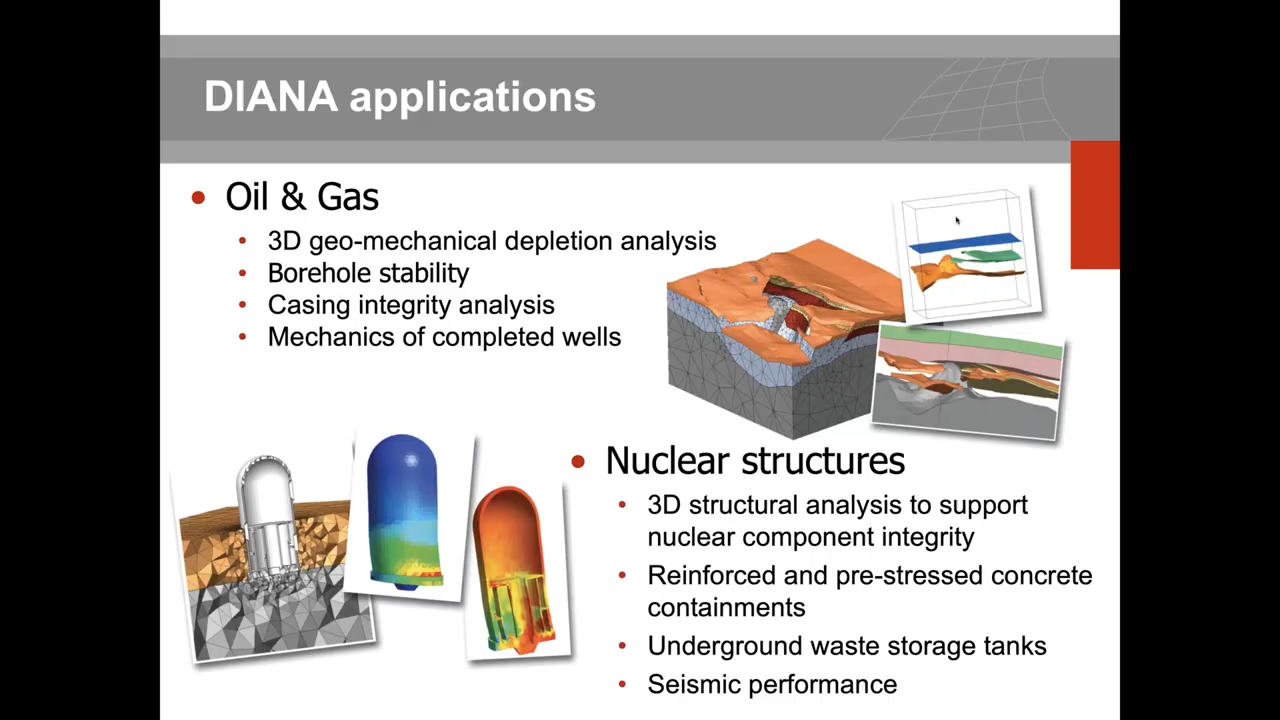 DIANA applications
• Oil & Gas
• 3D geo-mechanical depletion analysis
• Borehole stability
• Casing integrity analysis
• Mechanics of completed wells
• Nuclear structures
• 3D structural analysis to support
nuclear component integrity
• Reinforced and pre-stressed concrete
containments
• Underground waste storage tanks
• Seismic performance